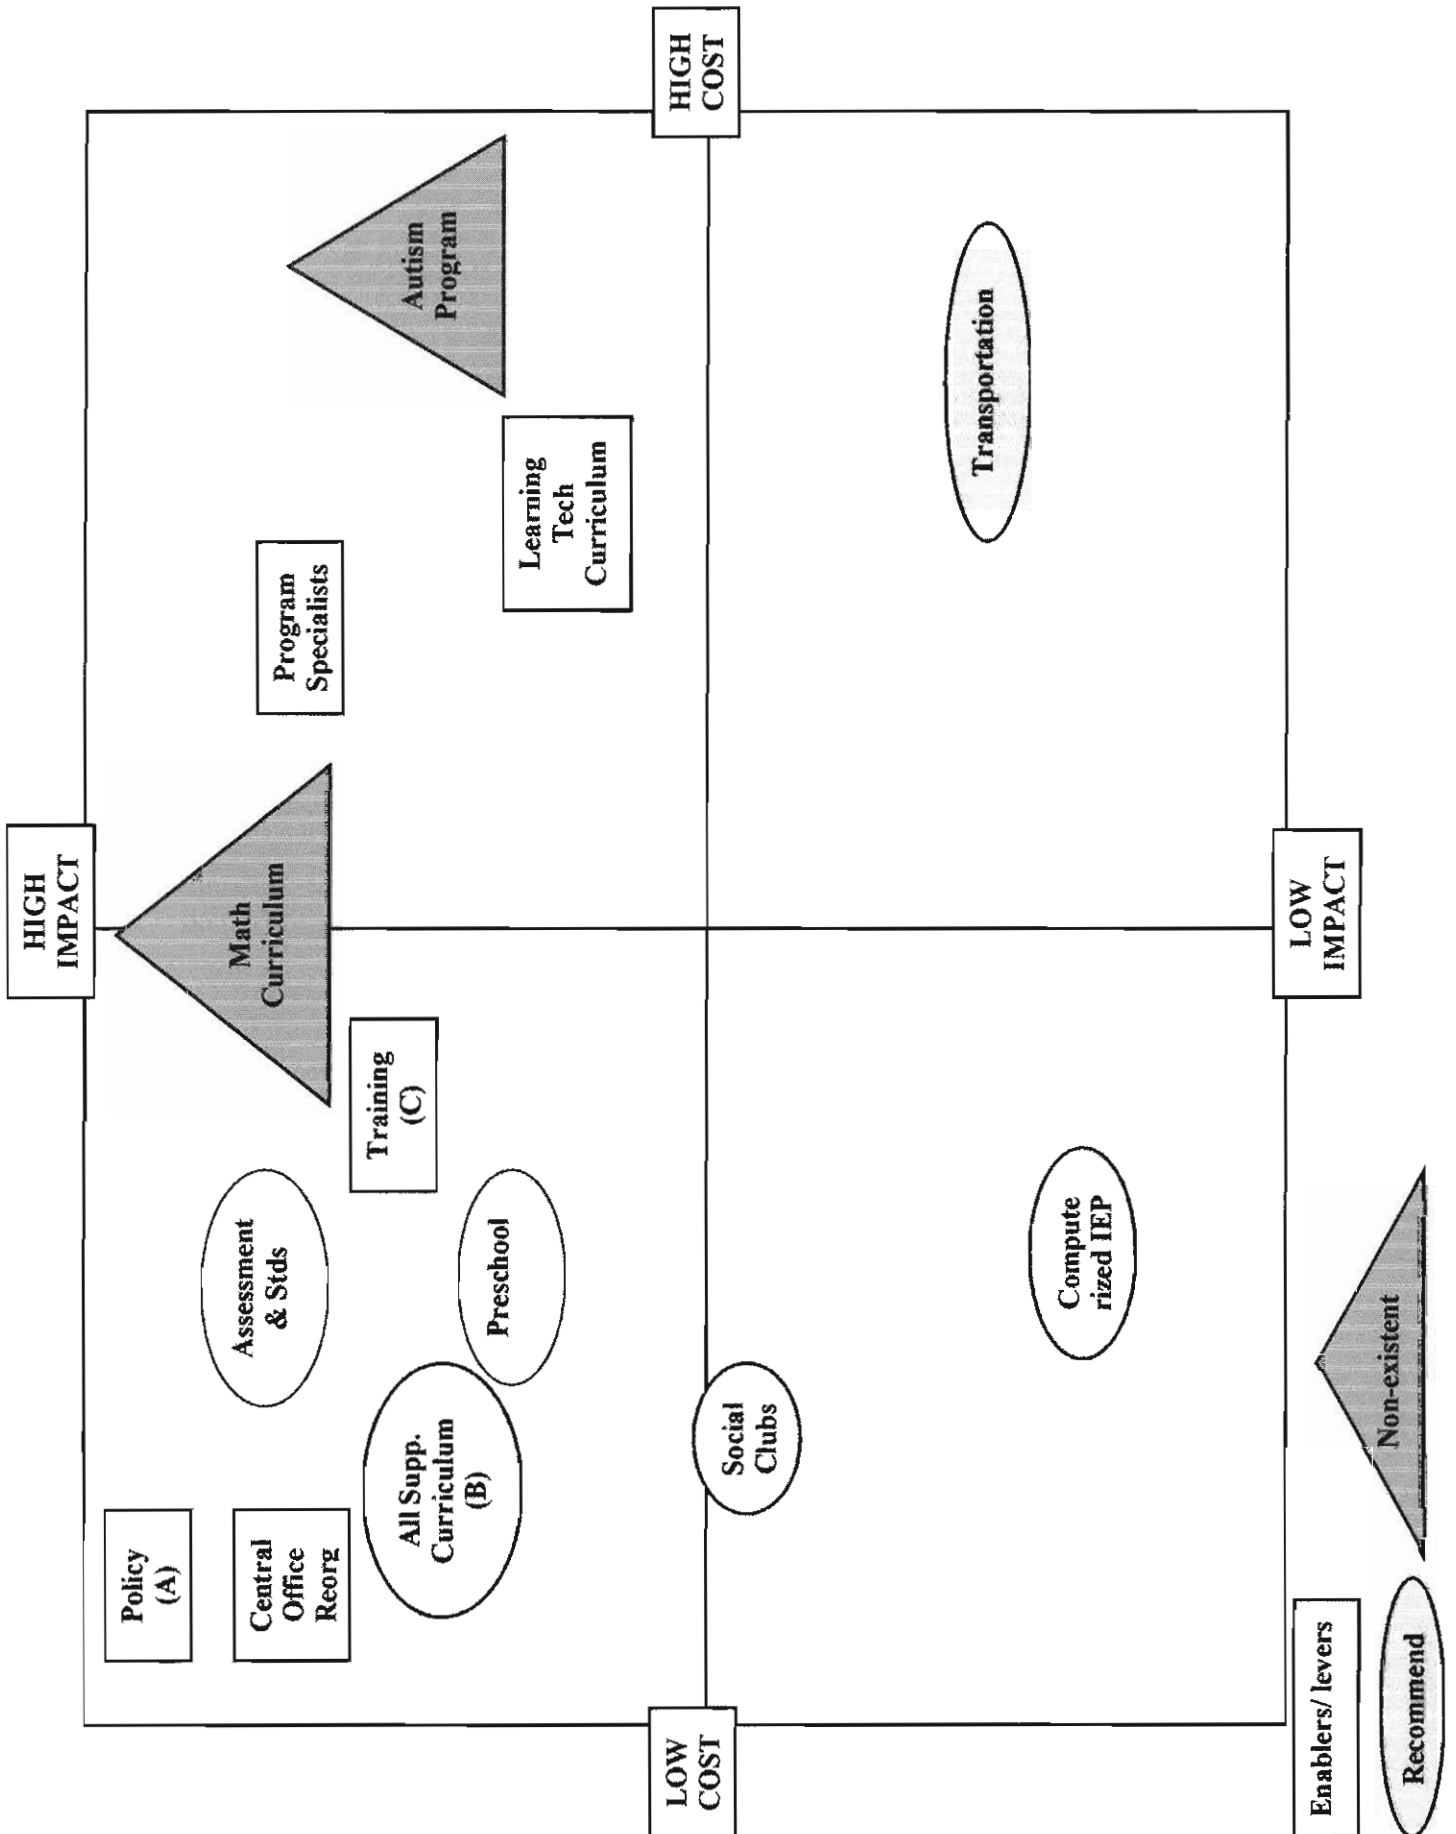 HIGH
IMPACT
Policy
(A)
Central
Office
Reorg
Assessment
& Stds
Math
Curriculum
Program
Specialists
Autism
Program
All Supp.
Curriculum
(B)
Training
(C)
Preschool
Learning
Tech
Curriculum
LOW
COST
HIGH
COST
Social
Clubs
Transportation
Compute
rized IEP
LOW
IMPACT
Enablers/ levers
Recommend
Non-existent